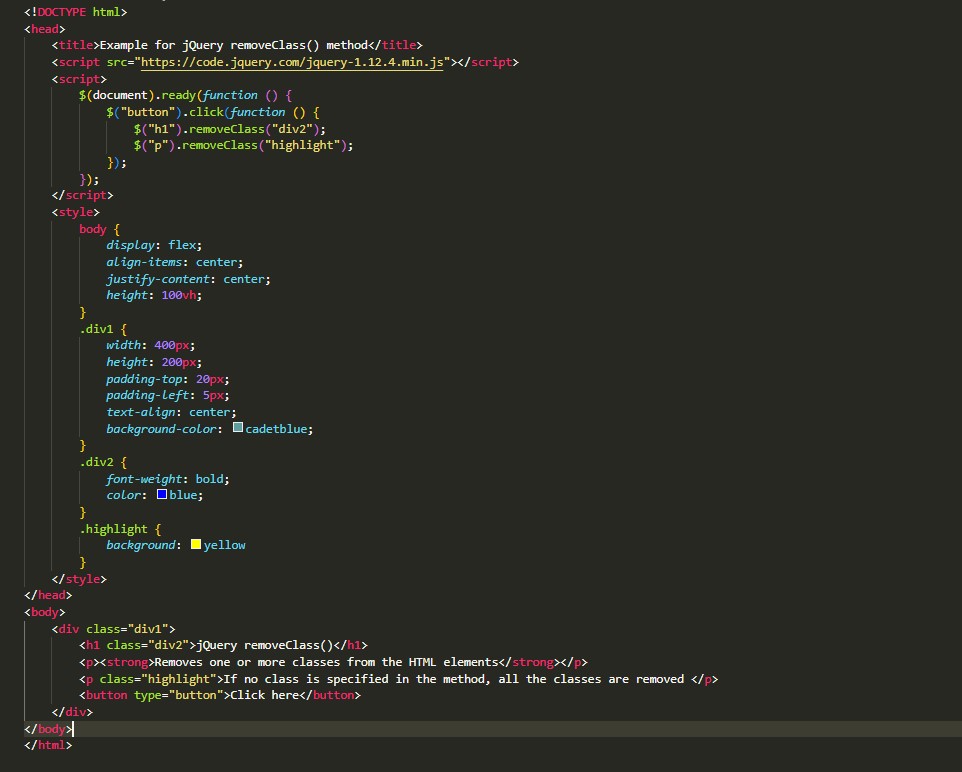 <!DOCTYPE html>
<head>
    <title>Example for jQuery removeClass() method</title>
    <script src="https://code.jquery.com/jquery-1.12.4.min.js"></script>
    <script>
        $(document).ready(function () {
            $("button").click(function () {
                $("h1").removeClass("div2");
                $("p").removeClass("highlight");
            });
        });
    </script>
    <style>
        body {
            display: flex;
            align-items: center;
            justify-content: center;
            height: 100vh;
        }
        .div1 {
            width: 400px;
            height: 200px;
            padding-top: 20px;
            padding-left: 5px;
            text-align: center;
            background-color: cadetblue;
        }
        .div2 {
            font-weight: bold;
            color: blue;
        }
        .highlight {
            background: yellow
        }
    </style>
</head>
<body>
    <div class="div1">
        <h1 class="div2">jQuery removeClass()</h1>
        <p><strong>Removes one or more classes from the HTML elements</strong></p>
        <p class="highlight">If no class is specified in the method, all the classes are removed </p>
        <button type="button">Click here</button>
    </div>
</body>
</html>